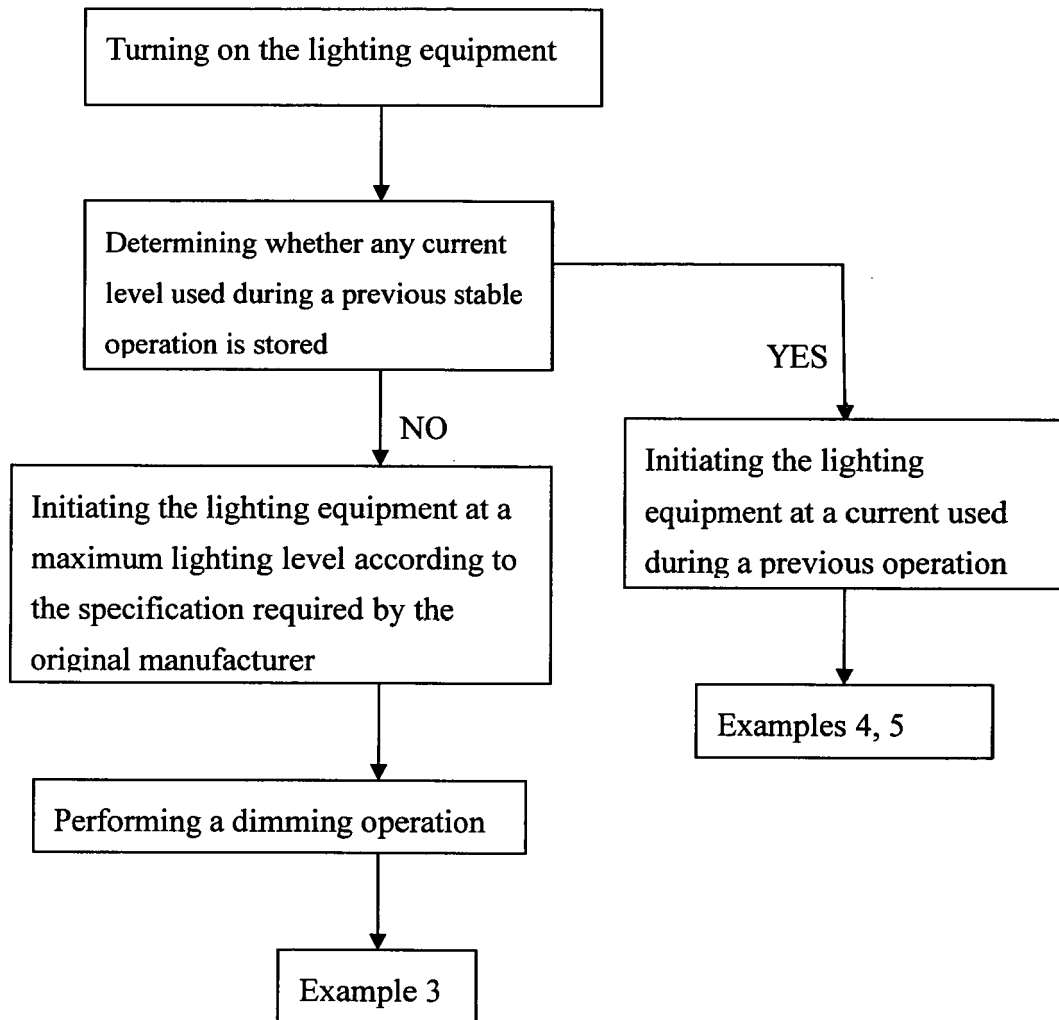 Turning on the lighting equipment
Determining whether any current
level used during a previous stable
operation is stored
YES
NO
Initiating the lighting
equipment at a current used
during a previous operation
Initiating the lighting equipment at a
maximum lighting level according to
the specification required by the
original manufacturer
Examples 4, 5
Performing a dimming operation
Example 3